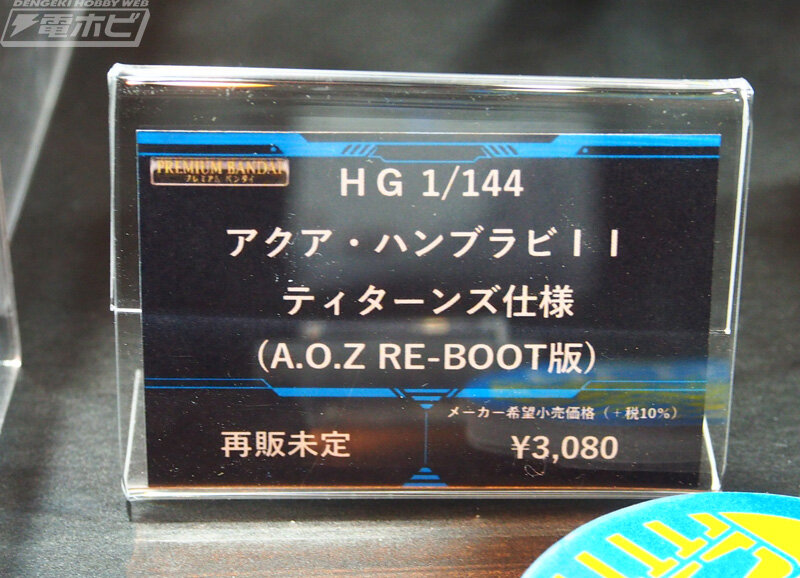 DENGEKI HOBBY WEB
電ホビ
PREMIUM BANDAI
プレミアム バンダイ
HG 1/144
アクア・ハンブラビII
ティターンズ仕様
(A.O.Z RE-BOOT版)
メーカー希望小売価格(+税10%)
再販未定
¥3,080